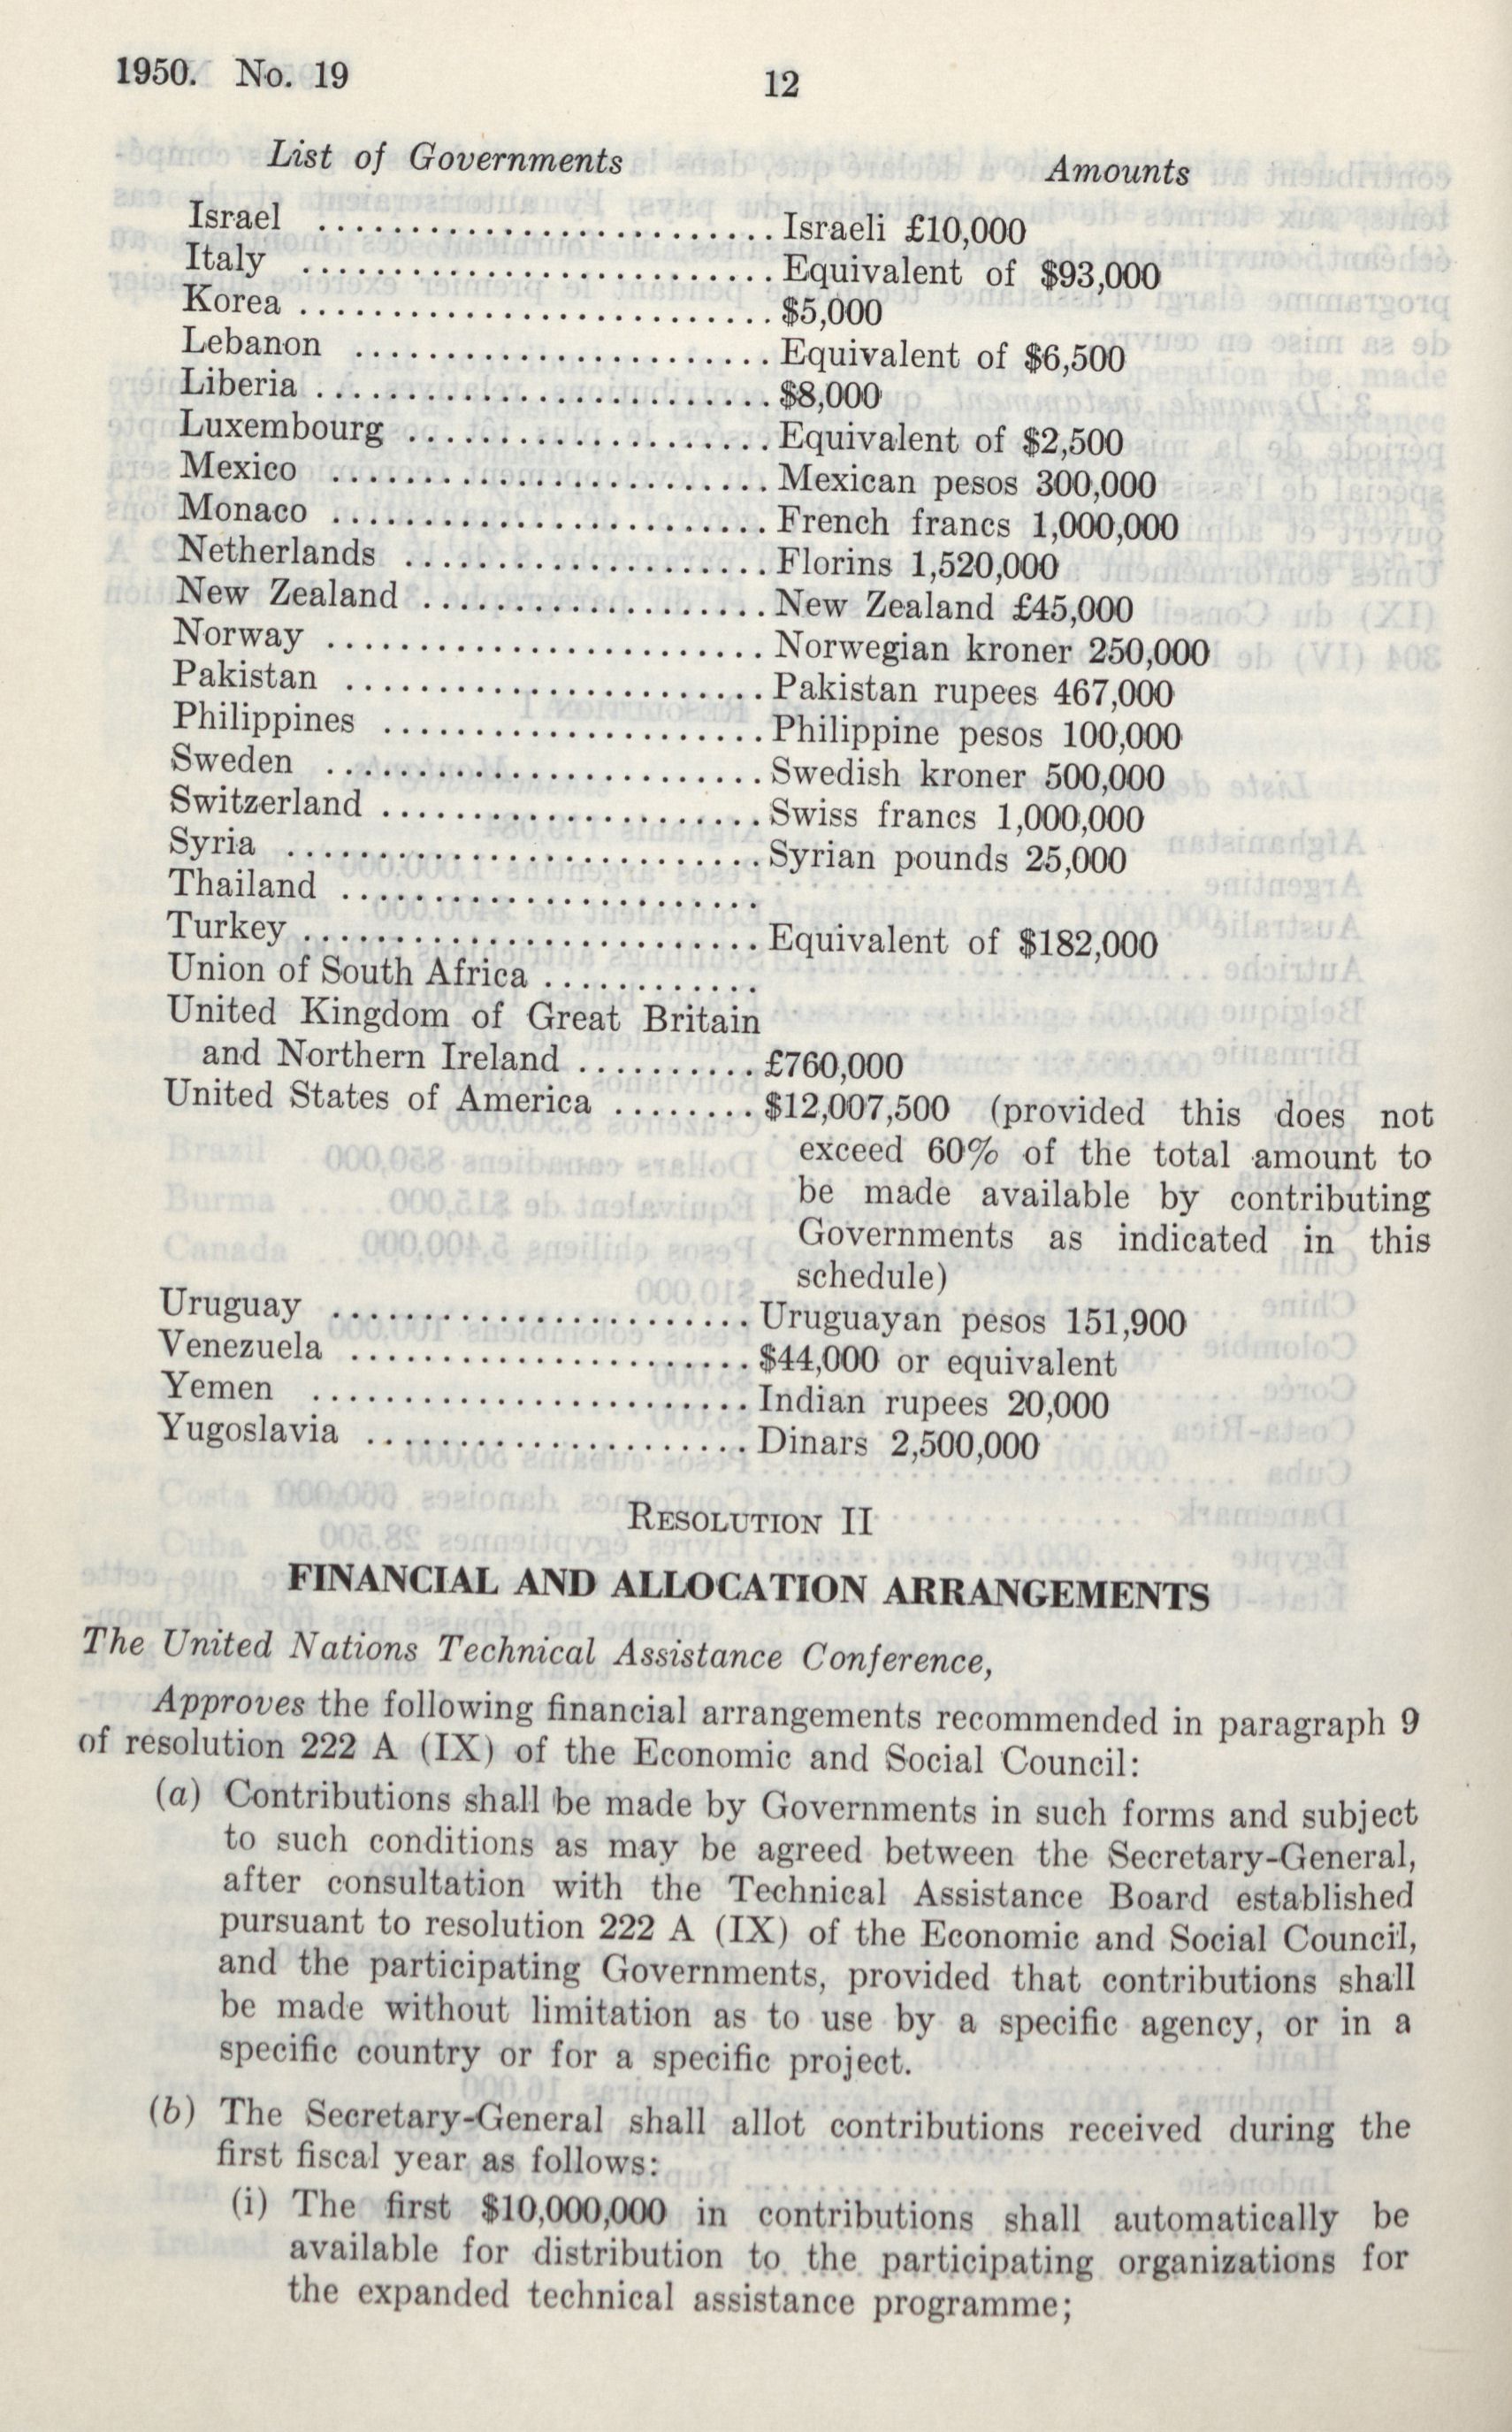 1950. No. 19
12
List of Governments Amounts
Israel ......................... Israeli £10,000
Italy .......................... Equivalent of $93,000
Korea .......................... $5,000
Lebanon ....................... Equivalent of $6,500
Liberia ......................... $8,000
Luxembourg .................... Equivalent of $2,500
Mexico ........................ Mexican pesos 300,000
Monaco ........................ French francs 1,000,000
Netherlands .................... Florins 1,520,000
New Zealand ................... New Zealand £45,000
Norway ........................ Norwegian kroner 250,000
Pakistan ....................... Pakistan rupees 467,000
Philippines ..................... Philippine pesos 100,000
Sweden ........................ Swedish kroner 500,000
Switzerland ..................... Swiss francs 1,000,000
Syria .......................... Syrian pounds 25,000
Thailand .......................
Turkey ......................... Equivalent of $182,000
Union of South Africa ............
United Kingdom of Great Britain
and Northern Ireland .......... £760,000
United States of America ........ $12,007,500 (provided this does not
exceed 60% of the total amount to
be made available by contributing
Governments as indicated in this
schedule)
Uruguay ....................... Uruguayan pesos 151,900
Venezuela ...................... $44,000 or equivalent
Yemen ........................ Indian rupees 20,000
Yugoslavia ..................... Dinars 2,500,000
RESOLUTION II
FINANCIAL AND ALLOCATION ARRANGEMENTS
The United Nations Technical Assistance Conference,
Approves the following financial arrangements recommended in paragraph 9
of resolution 222 A (IX) of the Economic and Social Council:
(a) Contributions shall be made by Governments in such forms and subject
to such conditions as may be agreed between the Secretary-General,
after consultation with the Technical Assistance Board established
pursuant to resolution 222 A (IX) of the Economic and Social Council,
and the participating Governments, provided that contributions shall
be made without limitation as to use by a specific agency, or in a
specific country or for a specific project.
(b) The Secretary-General shall allot contributions received during the
first fiscal year as follows:
(i) The first $10,000,000 in contributions shall automatically be
available for distribution to the participating organizations for
the expanded technical assistance programme;